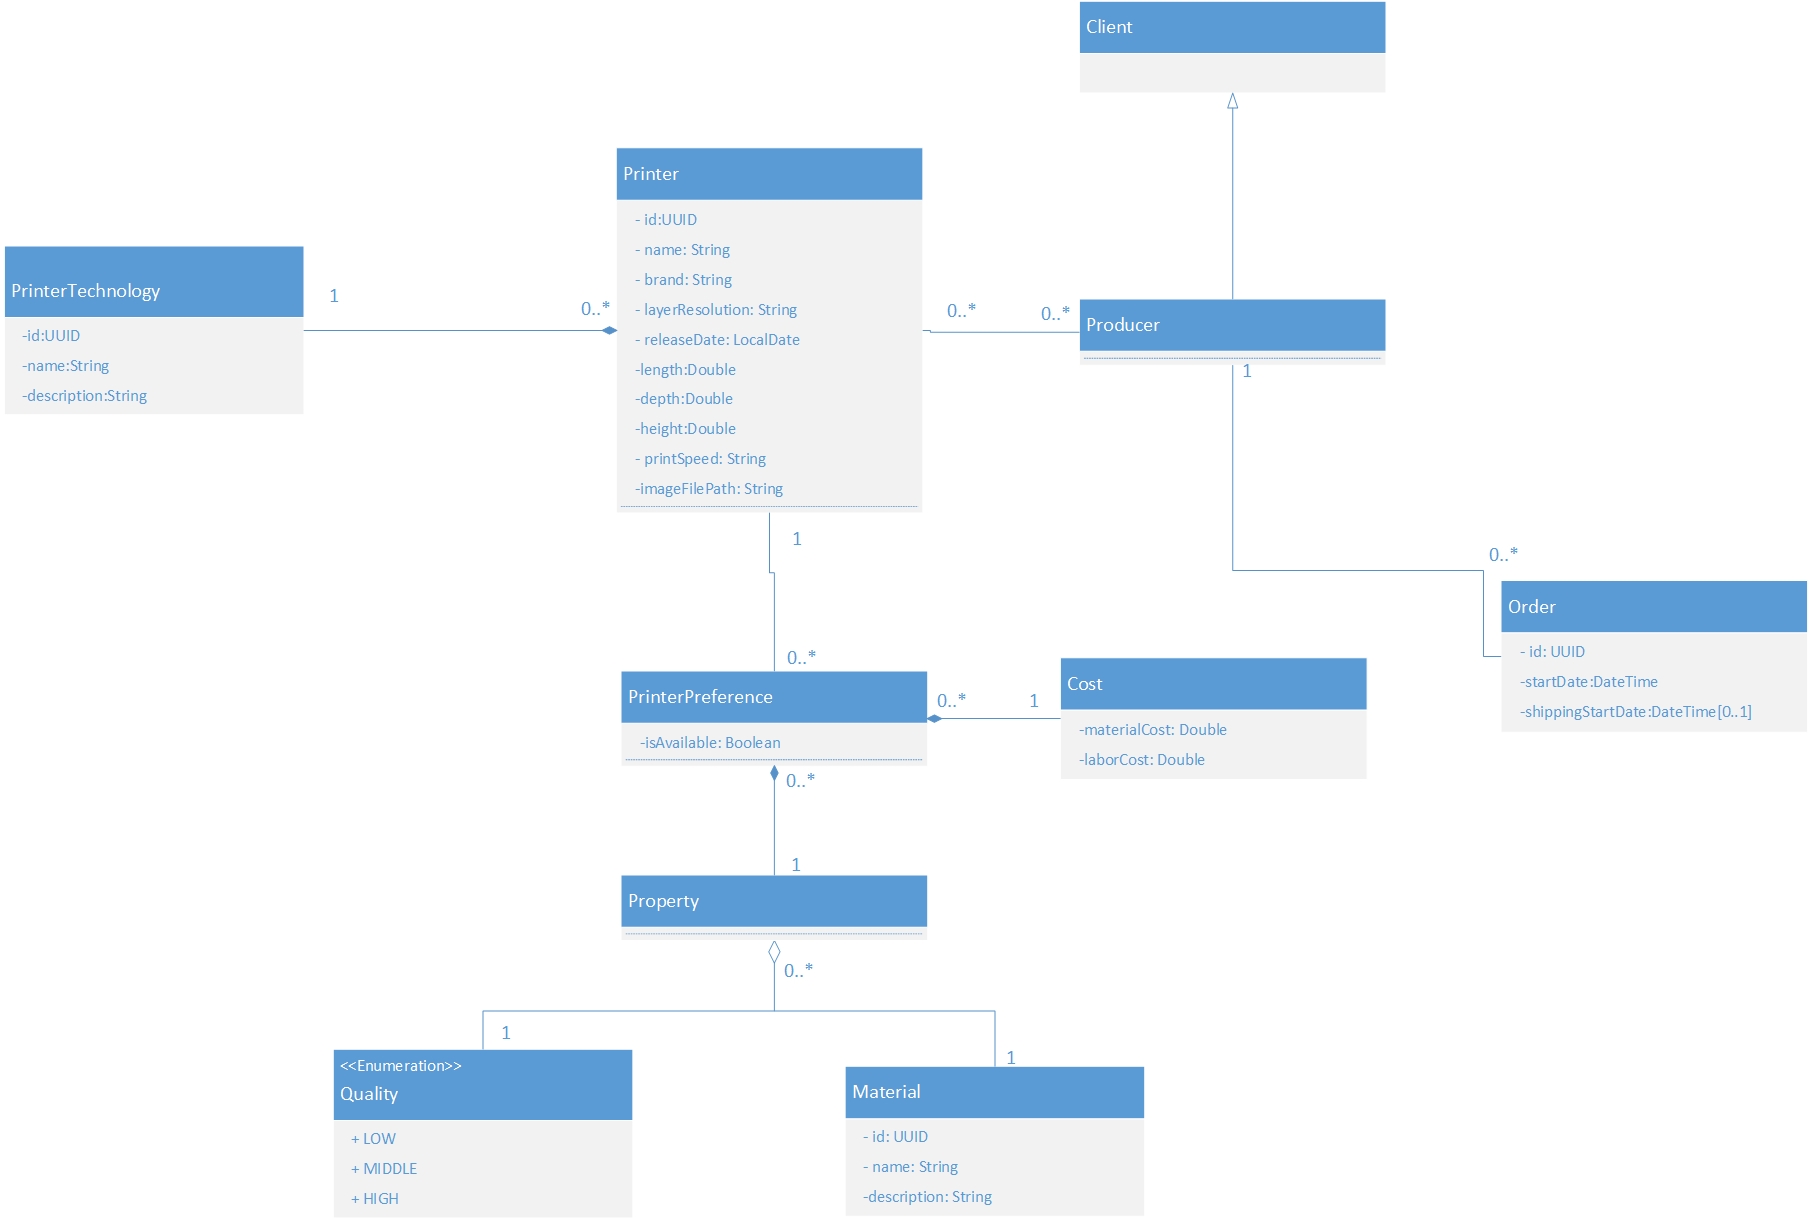 Client
Printer
- id:UUID
- name: String
- brand: String
- layerResolution: String
- releaseDate: LocalDate
-length:Double
-depth:Double
-height:Double
- printSpeed: String
-imageFilePath: String
PrinterTechnology
-id:UUID
-name:String
-description:String
1
0..*
0..*
0..*
Producer
1
0..*
Order
- id: UUID
-startDate:DateTime
-shippingStartDate:DateTime[0..1]
1
0..*
PrinterPreference
-isAvailable: Boolean
0..*
1
Cost
-materialCost: Double
-laborCost: Double
0..*
1
Property
0..*
1
1
<<Enumeration>>
Quality
+ LOW
+ MIDDLE
+ HIGH
Material
- id: UUID
- name: String
-description: String